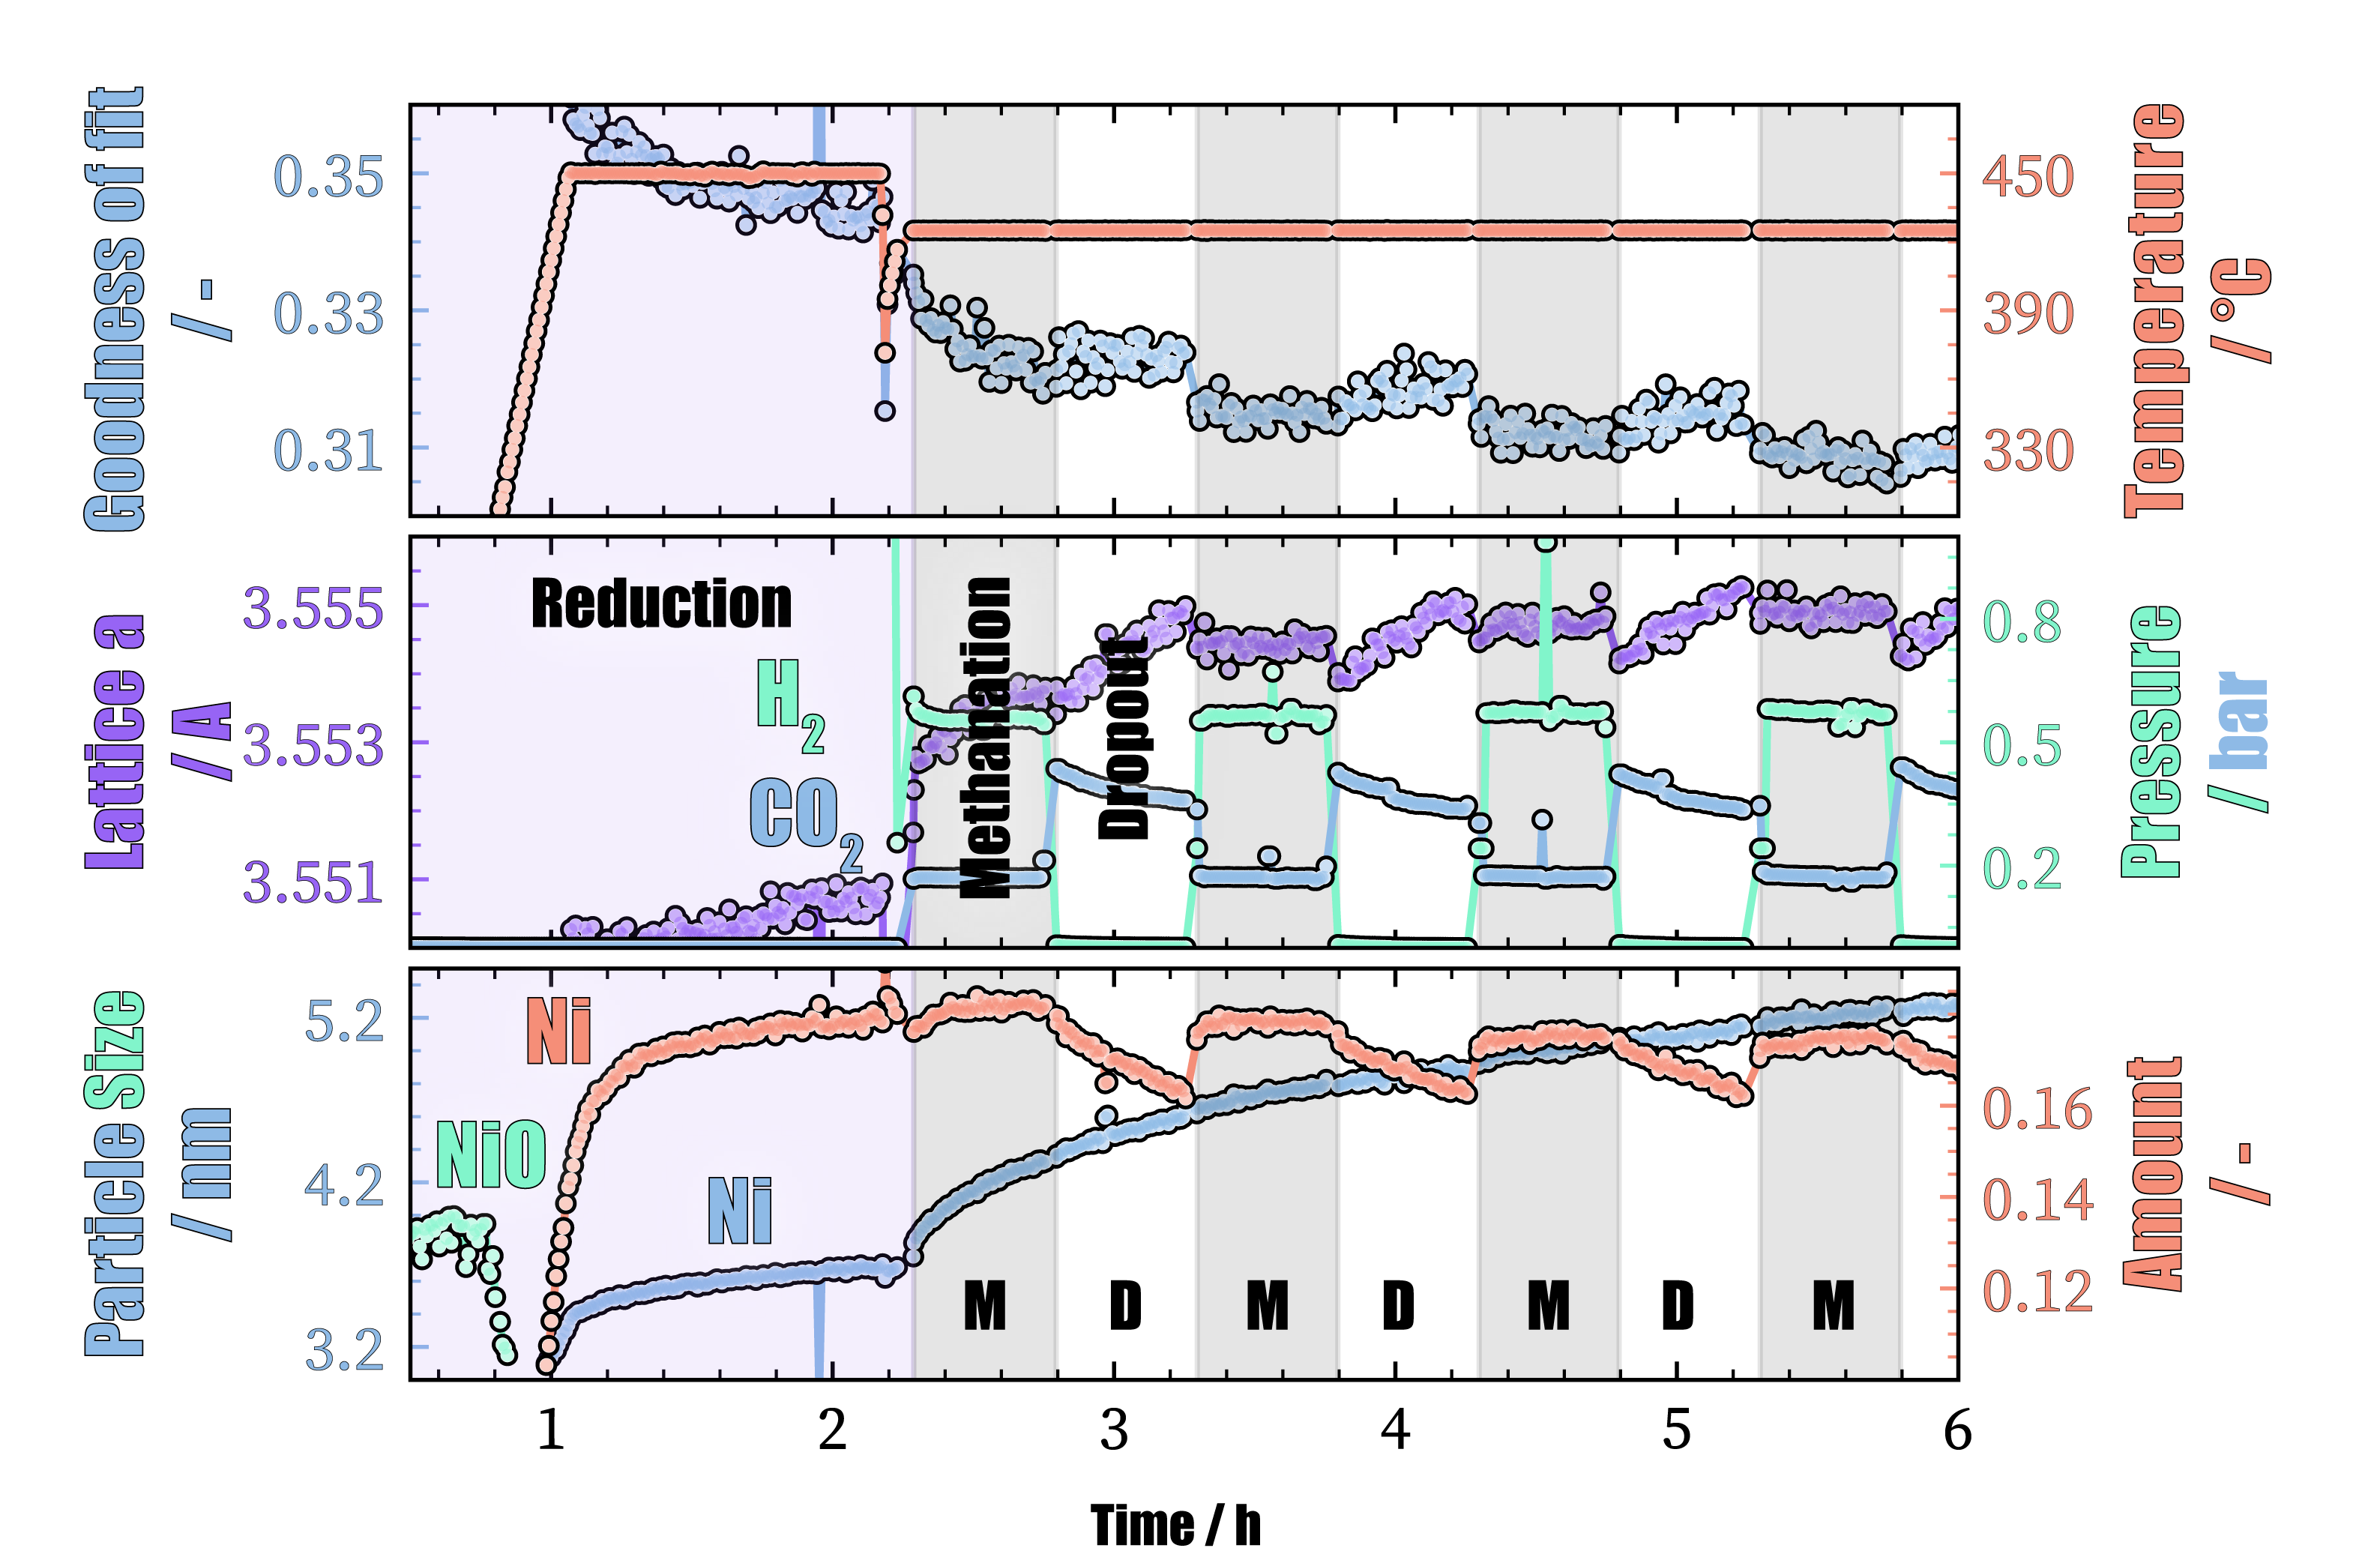 Goodness of fit
/ -
0.35
0.33
0.31
450
390
330
Temperature
/ °C
Lattice a
/ A
3.555
3.553
3.551
Reduction
H2
CO2
Methanation
Dropout
0.8
0.5
0.2
Pressure
/ bar
Particle Size
/ nm
5.2
4.2
3.2
Ni
NiO
Ni
M D M D M D M
0.16
0.14
0.12
Amount
/ -
1 2 3 4 5 6
Time / h